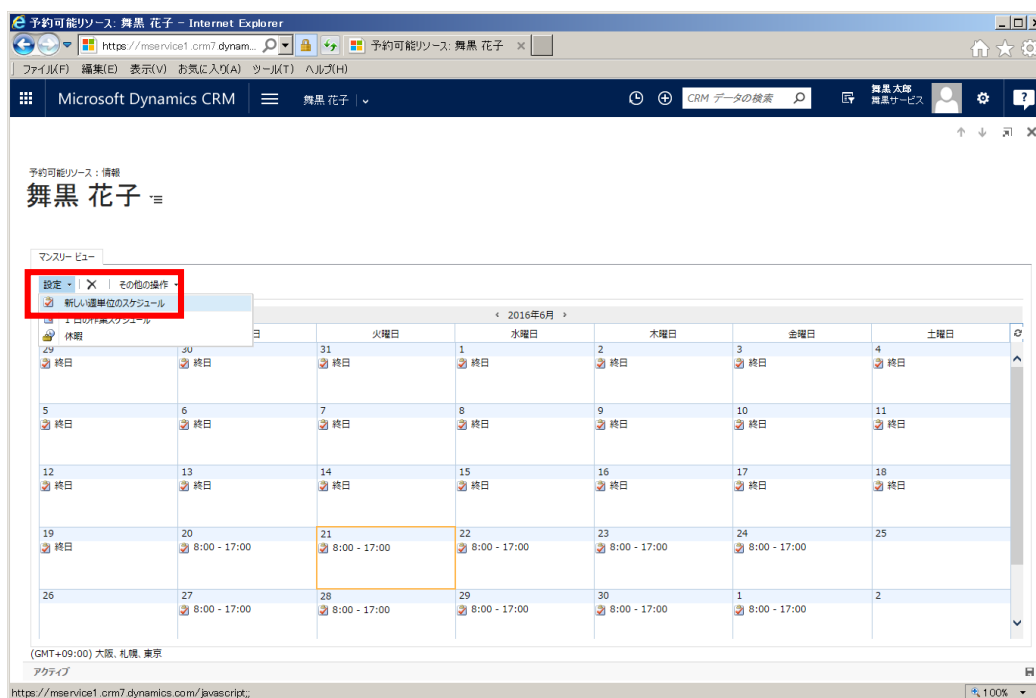 予約可能リソース: 舞黒 花子 - Internet Explorer
https://mservice1.crm7.dynam... 予約可能リソース: 舞黒 花子
ファイル(F) 編集(E) 表示(V) お気に入り(A) ツール(T) ヘルプ(H)
Microsoft Dynamics CRM 舞黒 花子 CRM データの検索 舞黒 太郎
舞黒サービス
予約可能リソース : 情報
舞黒 花子
マンスリー ビュー
設定 その他の操作
新しい週単位のスケジュール
1 日の作業スケジュール
休暇
2016年6月
日 火曜日 水曜日 木曜日 金曜日 土曜日
29 30 31 1 2 3 4
終日 終日 終日 終日 終日 終日 終日
5 6 7 8 9 10 11
終日 終日 終日 終日 終日 終日 終日
12 13 14 15 16 17 18
終日 終日 終日 終日 終日 終日 終日
19 20 21 22 23 24 25
終日 8:00 - 17:00 8:00 - 17:00 8:00 - 17:00 8:00 - 17:00 8:00 - 17:00
26 27 28 29 30 1 2
8:00 - 17:00 8:00 - 17:00 8:00 - 17:00 8:00 - 17:00 8:00 - 17:00
(GMT+09:00) 大阪、札幌、東京
アクティブ
https://mservice1.crm7.dynamics.com/javascript:; 100%